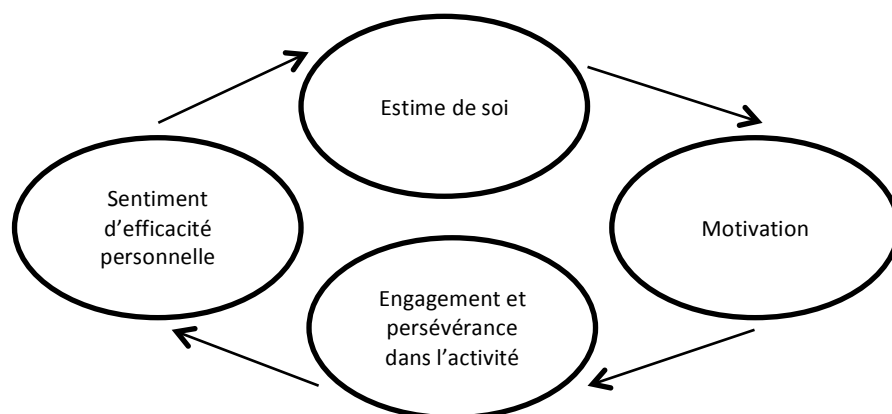 Estime de soi
Sentiment
d’efficacité
personnelle
Motivation
Engagement et
persévérance
dans l’activité